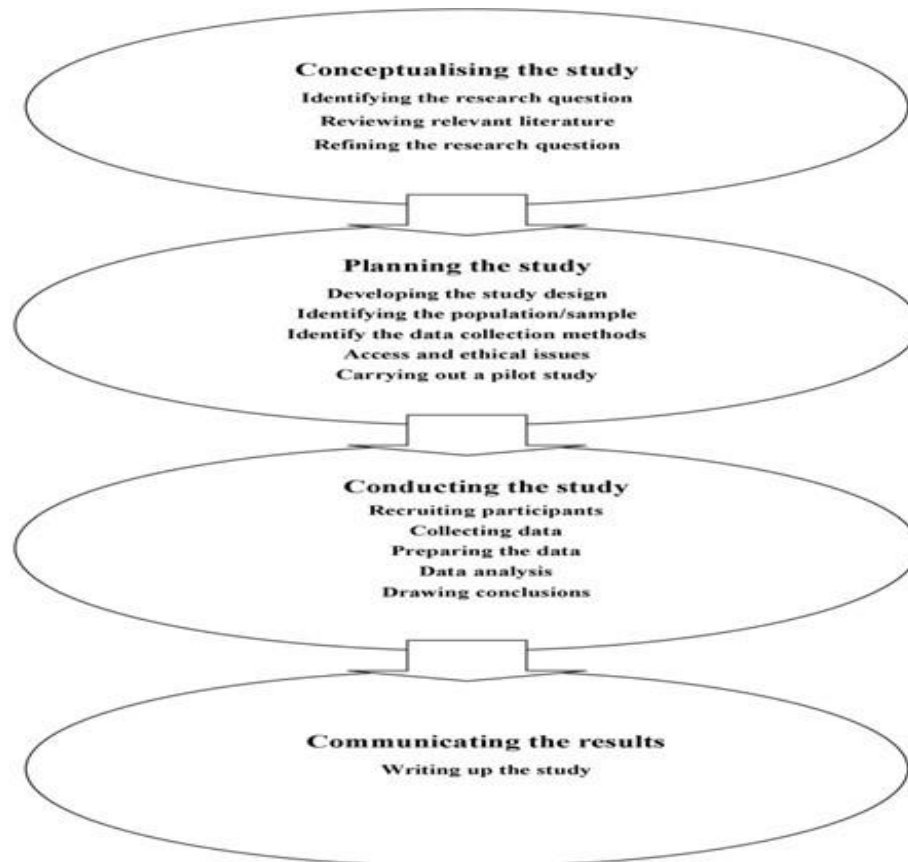 Conceptualising the study
Identifying the research question
Reviewing relevant literature
Refining the research question
Planning the study
Developing the study design
Identifying the population/sample
Identify the data collection methods
Access and ethical issues
Carrying out a pilot study
Conducting the study
Recruiting participants
Collecting data
Preparing the data
Data analysis
Drawing conclusions
Communicating the results
Writing up the study